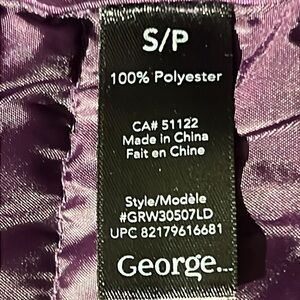 S/P
100% Polyester
CA# 51122
Made in China
Fait en Chine
Style/Modèle
#GRW30507LD
UPC 82179616681
George...